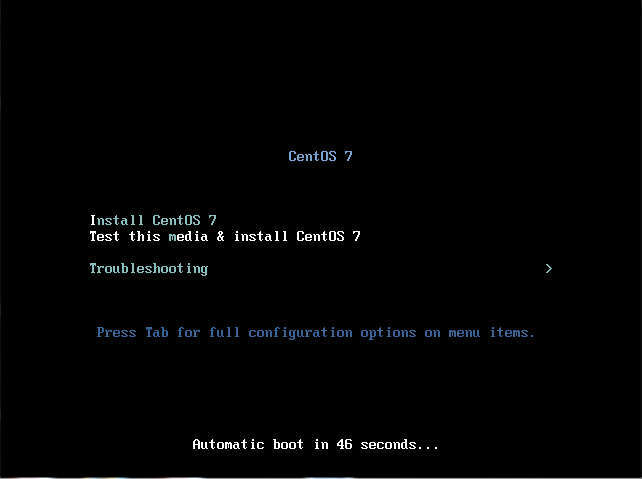 CentOS 7
Install CentOS 7
Test this media & install CentOS 7
Troubleshooting >
Press Tab for full configuration options on menu items.
Automatic boot in 46 seconds...